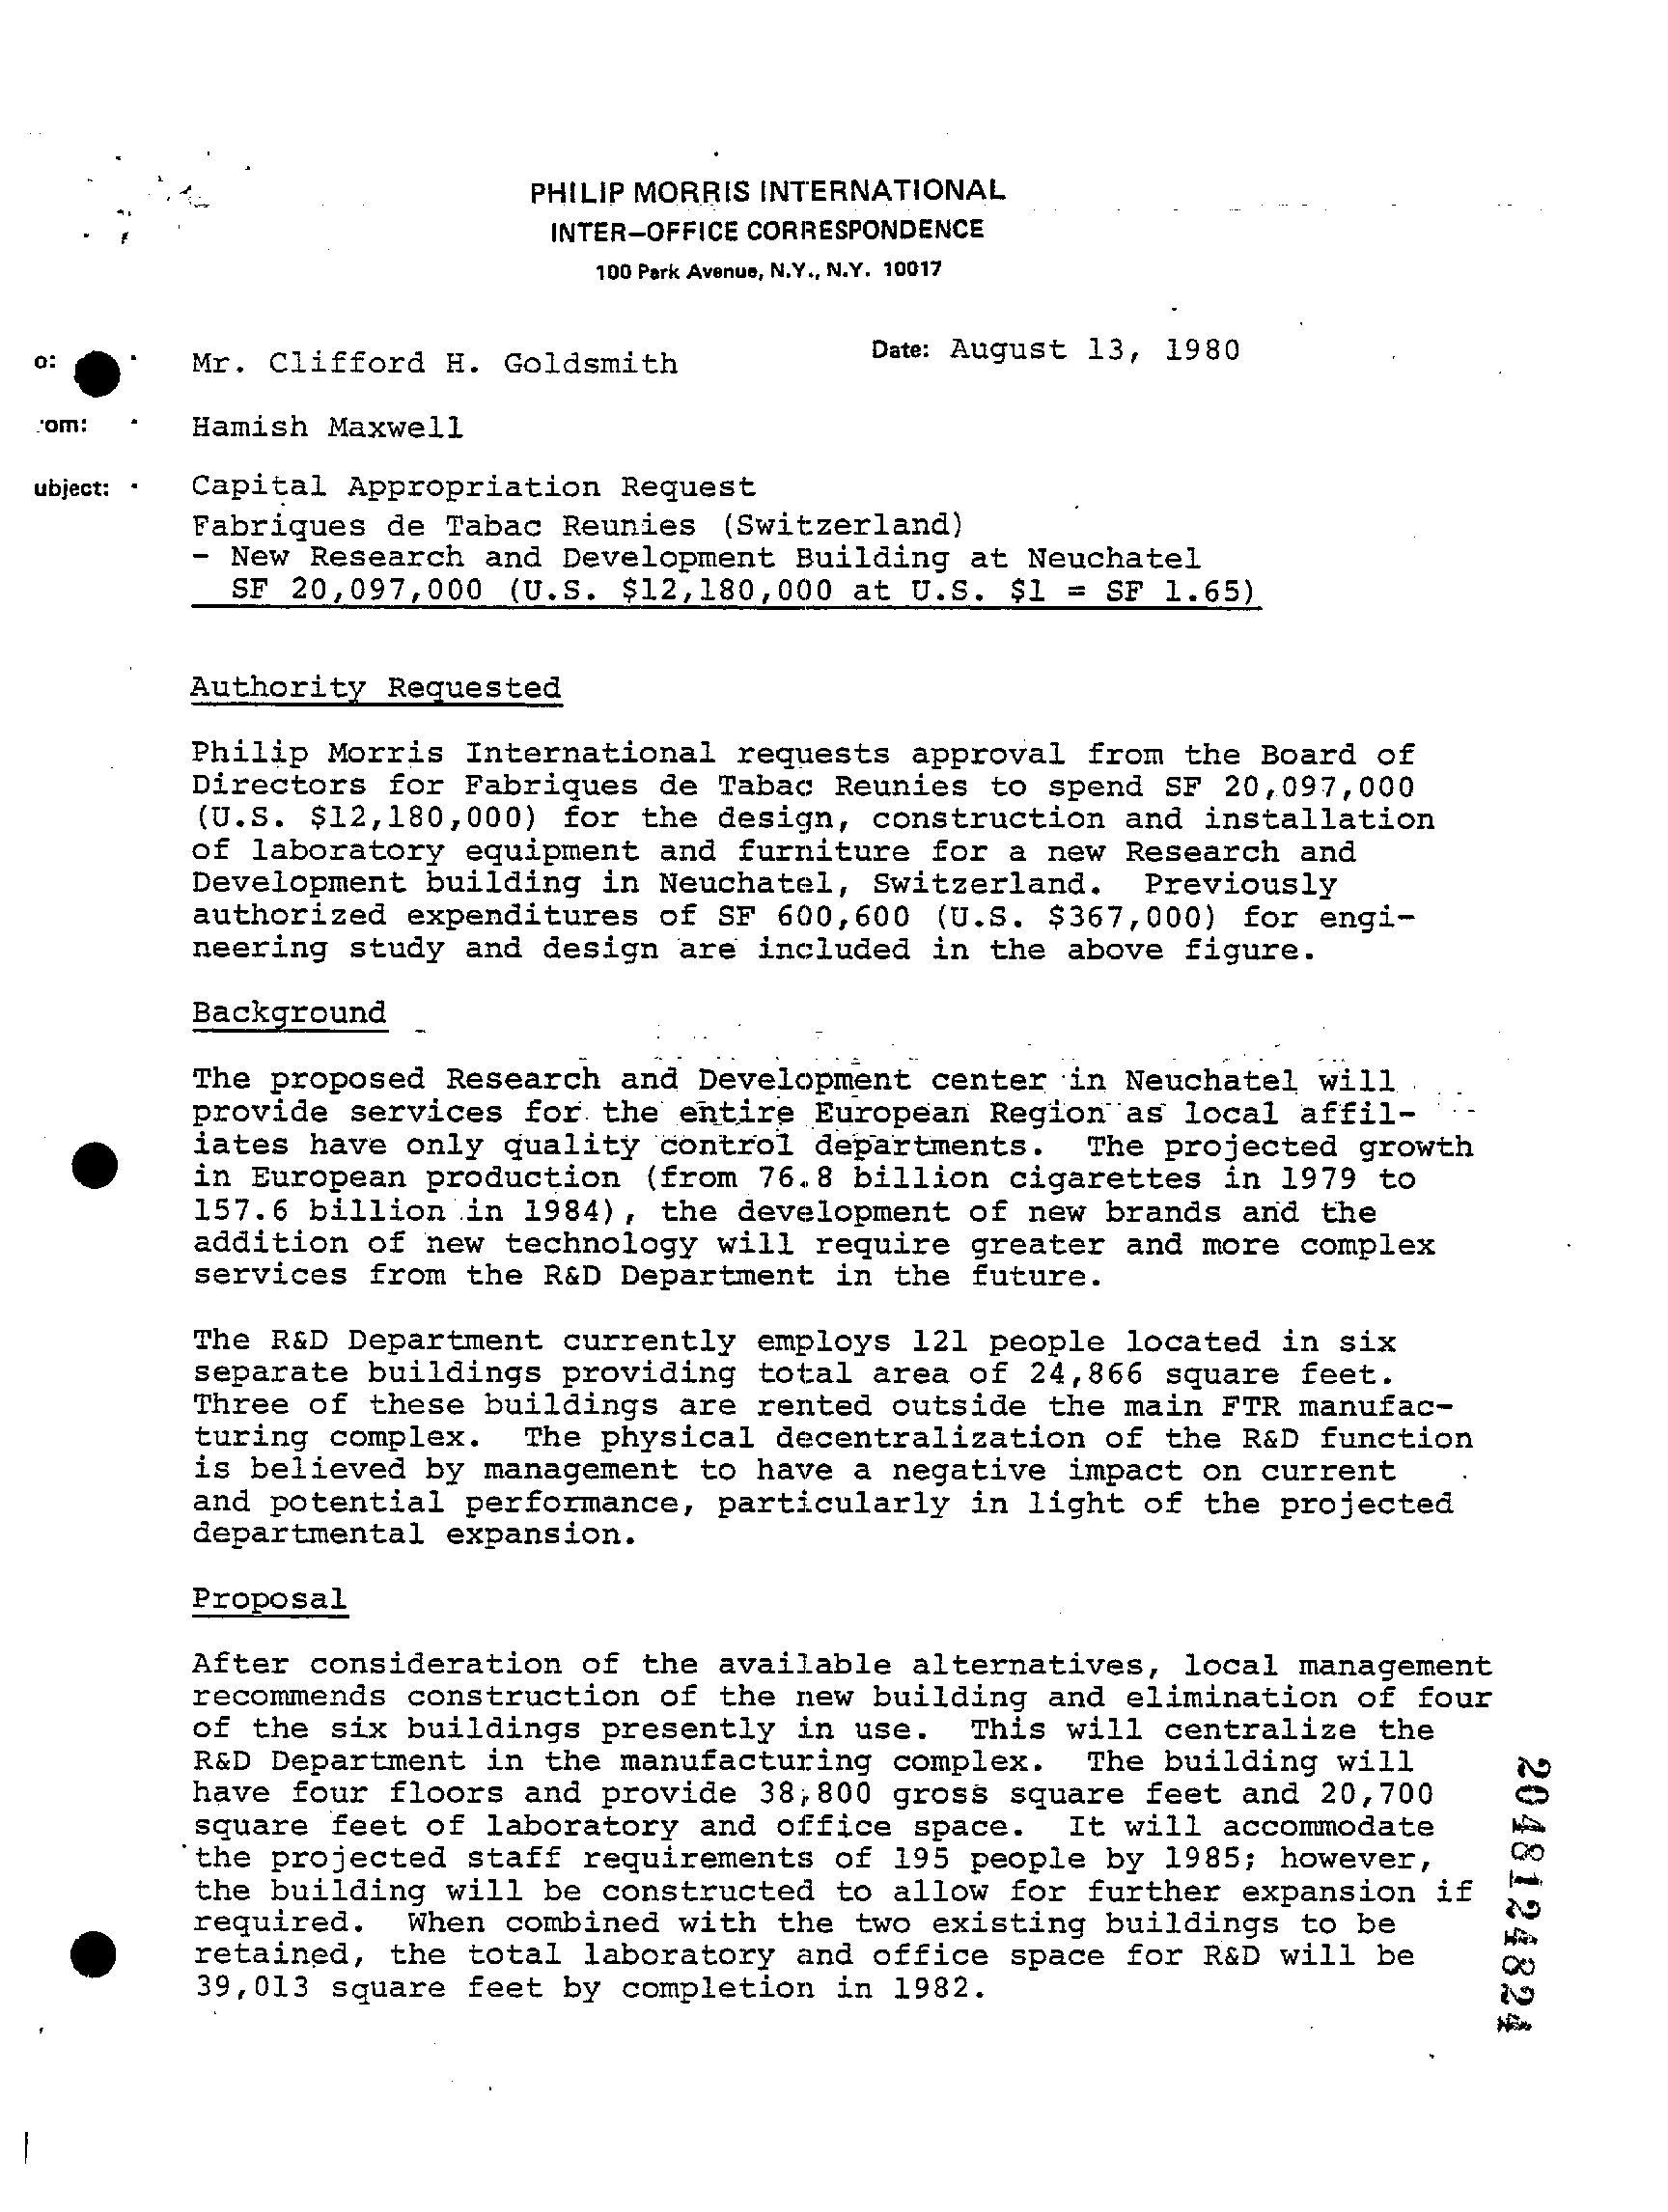 PHILIP MORRIS INTERNATIONAL
INTER-OFFICE CORRESPONDENCE
100 Park Avenue, N.Y., N.Y. 10017
o: Mr. Clifford H. Goldsmith Date: August 13, 1980
rom: Hamish Maxwell
ubject: Capital Appropriation Request
Fabriques de Tabac Reunies (Switzerland)
- New Research and Development Building at Neuchatel
SF 20,097,000 (U.S. $12,180,000 at U.S. $1 = SF 1.65)
Authority Requested
Philip Morris International requests approval from the Board of
Directors for Fabriques de Tabac Reunies to spend SF 20,097,000
(U.S. $12,180,000) for the design, construction and installation
of laboratory equipment and furniture for a new Research and
Development building in Neuchatel, Switzerland. Previously
authorized expenditures of SF 600,600 (U.S. $367,000) for engi-
neering study and design are included in the above figure.
Background
The proposed Research and Development center in Neuchatel will
provide services for the entire European Region as local affil-
iates have only quality control departments. The projected growth
in European production (from 76.8 billion cigarettes in 1979 to
157.6 billion in 1984), the development of new brands and the
addition of new technology will require greater and more complex
services from the R&D Department in the future.
The R&D Department currently employs 121 people located in six
separate buildings providing total area of 24,866 square feet.
Three of these buildings are rented outside the main FTR manufac-
turing complex. The physical decentralization of the R&D function
is believed by management to have a negative impact on current
and potential performance, particularly in light of the projected
departmental expansion.
Proposal
After consideration of the available alternatives, local management
recommends construction of the new building and elimination of four
of the six buildings presently in use. This will centralize the
R&D Department in the manufacturing complex. The building will
have four floors and provide 38,800 gross square feet and 20,700
square feet of laboratory and office space. It will accommodate
the projected staff requirements of 195 people by 1985; however,
the building will be constructed to allow for further expansion if
required. When combined with the two existing buildings to be
retained, the total laboratory and office space for R&D will be
39,013 square feet by completion in 1982.
2048124824